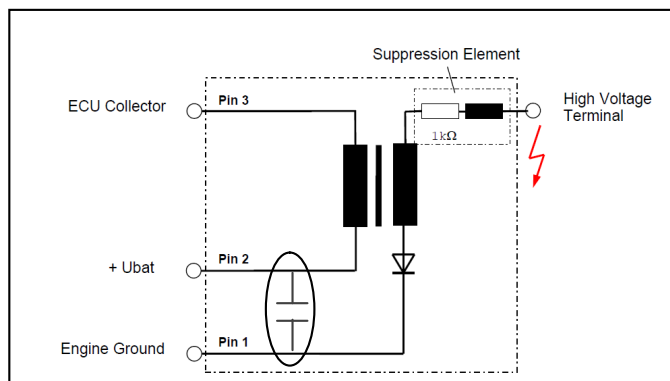 Suppression Element
ECU Collector
Pin 3
High Voltage
Terminal
1kΩ
+ Ubat
Pin 2
Engine Ground
Pin 1